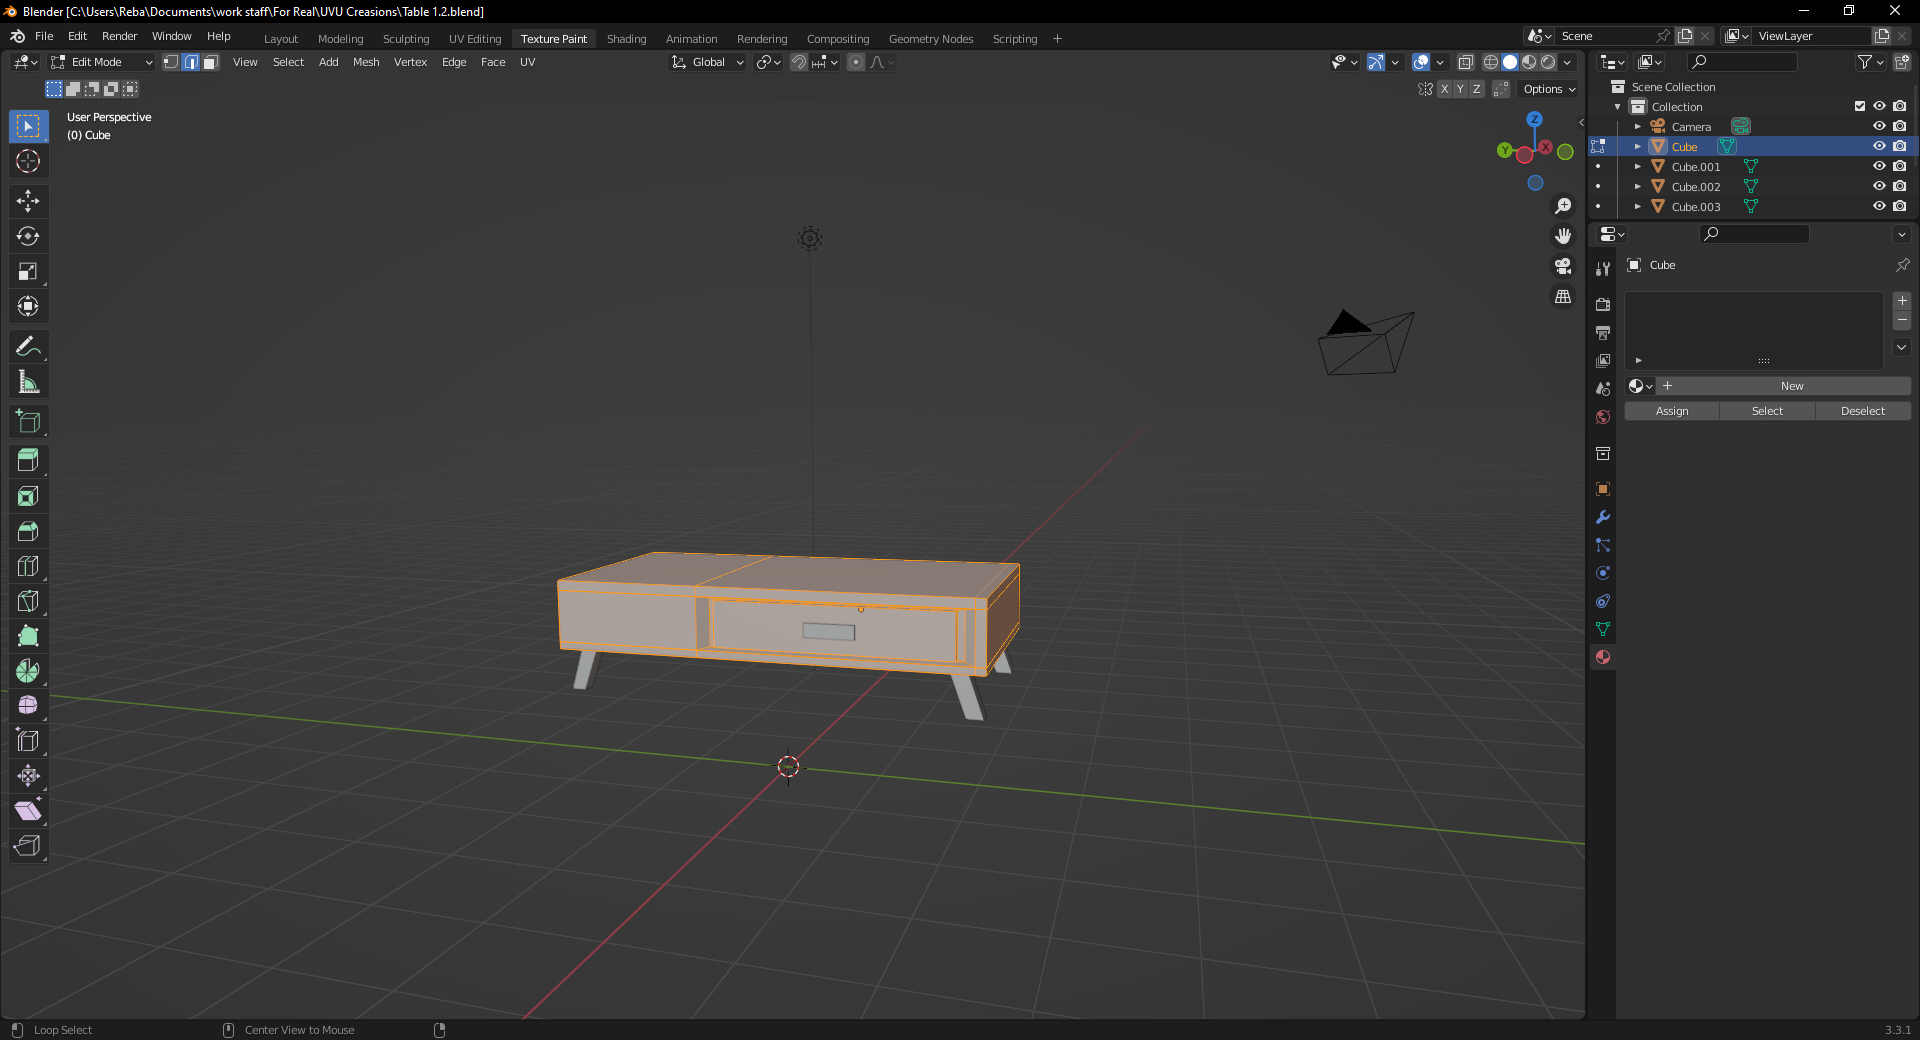 Blender [C:\Users\Reba\Documents\work staff\For Real\UVU Creasions\Table 1.2.blend]
File Edit Render Window Help Layout Modeling Sculpting UV Editing Texture Paint Shading Animation Rendering Compositing Geometry Nodes Scripting + Scene ViewLayer
Edit Mode View Select Add Mesh Vertex Edge Face UV Global
X Y Z Options
User Perspective
(0) Cube
Z
Y X
Scene Collection
Collection
Camera
Cube
Cube.001
Cube.002
Cube.003
Cube
New
Assign Select Deselect
Loop Select Center View to Mouse 3.3.1